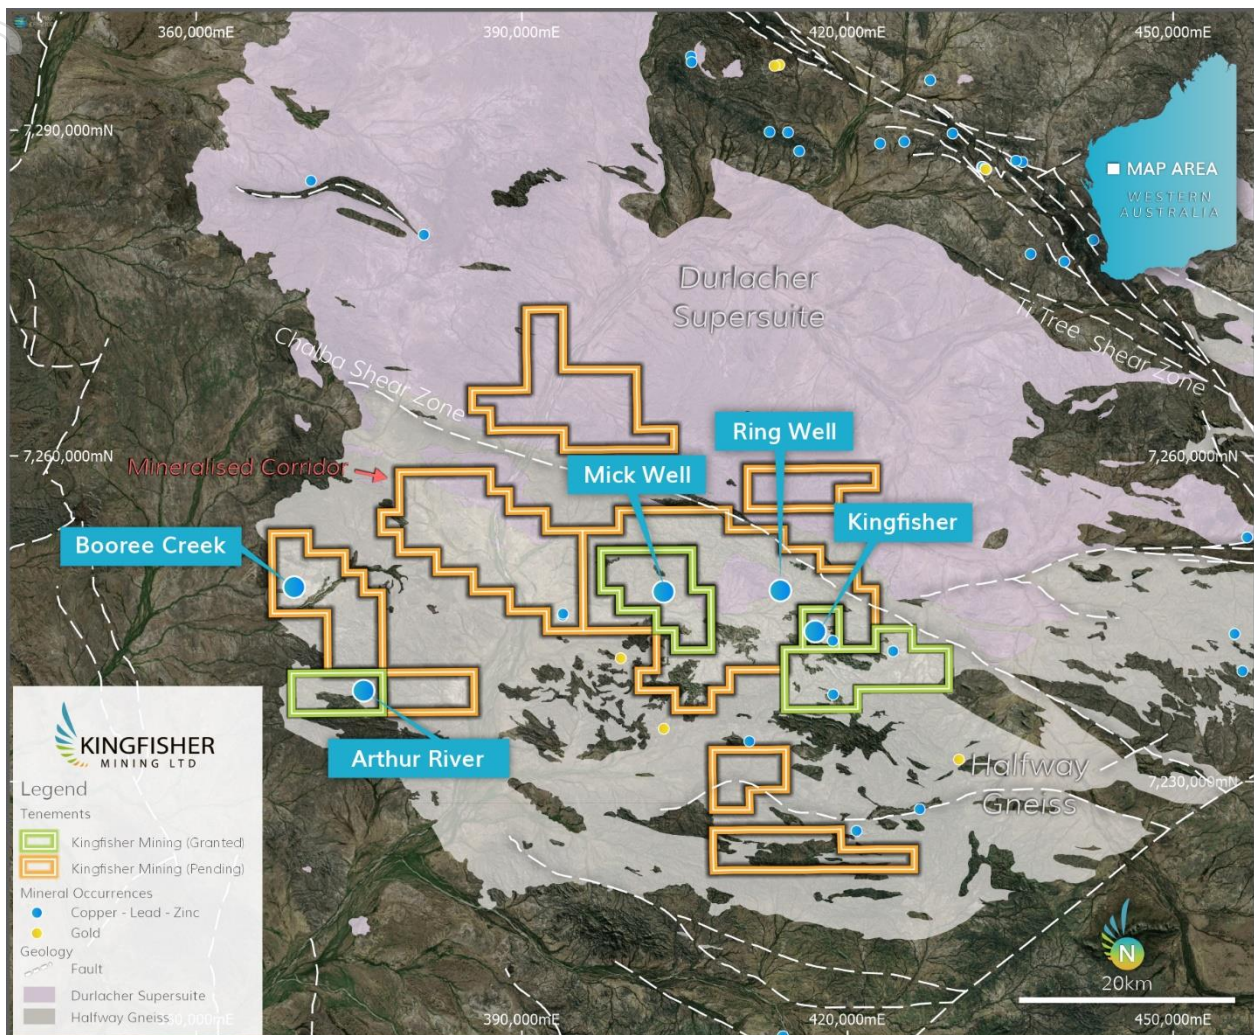 360,000mE
390,000mE
420,000mE
450,000mE
7,290,000mN
MAP AREA
WESTERN
AUSTRALIA
Durlacher
Supersuite
Ti Tree Shear Zone
Chalba Shear Zone
Ring Well
7,260,000mN
7,260,000mN
Mineralised Corridor
Mick Well
Kingfisher
Booree Creek
Arthur River
Halfway
Gneiss
7,230,000mN
KINGFISHER
MINING LTD
Legend
Tenements
Kingfisher Mining (Granted)
Kingfisher Mining (Pending)
Mineral Occurrences
Copper - Lead - Zinc
Gold
Geology
Fault
Durlacher Supersuite
Halfway Gneiss
N
20km
390,000mE
420,000mE
450,000mE